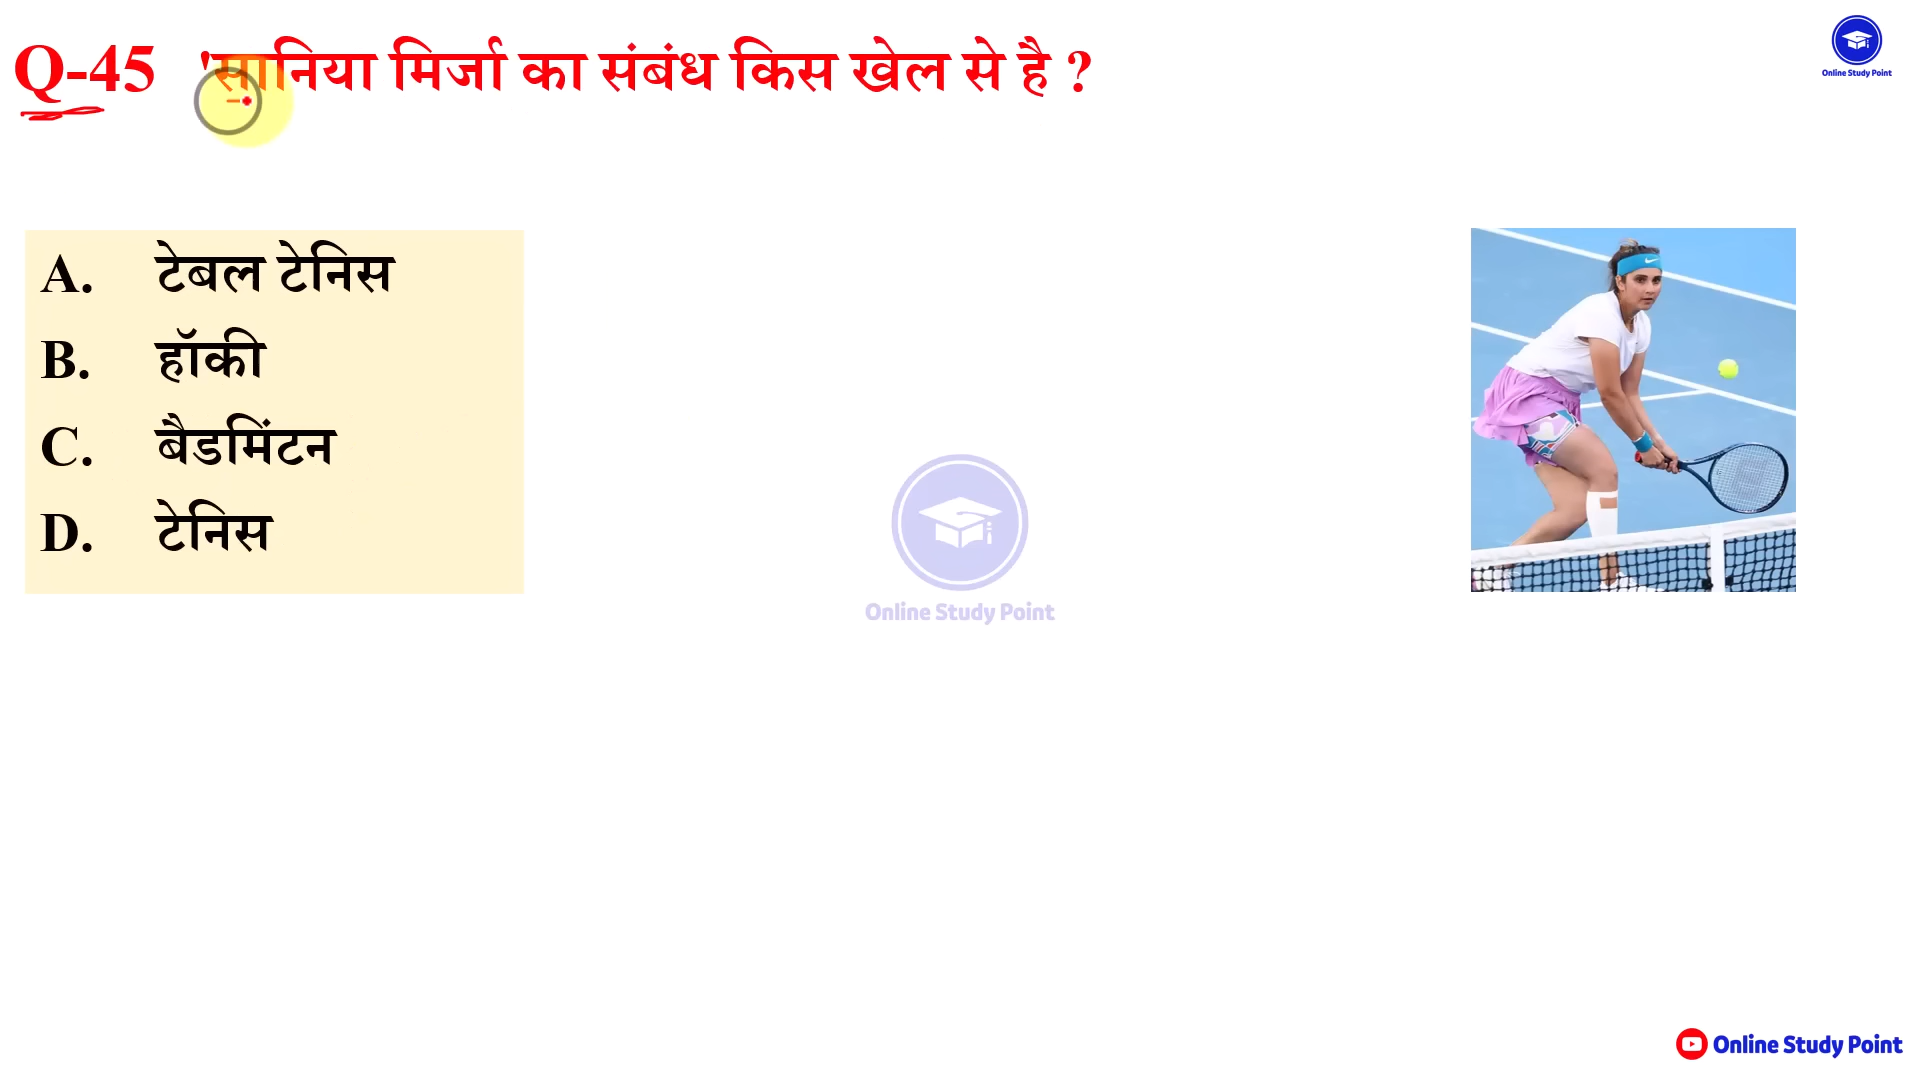 Q-45 'सानिया मिर्जा का संबंध किस खेल से है ?
Online Study Point
A. टेबल टेनिस
B. हॉकी
C. बैडमिंटन
D. टेनिस
Online Study Point
Online Study Point